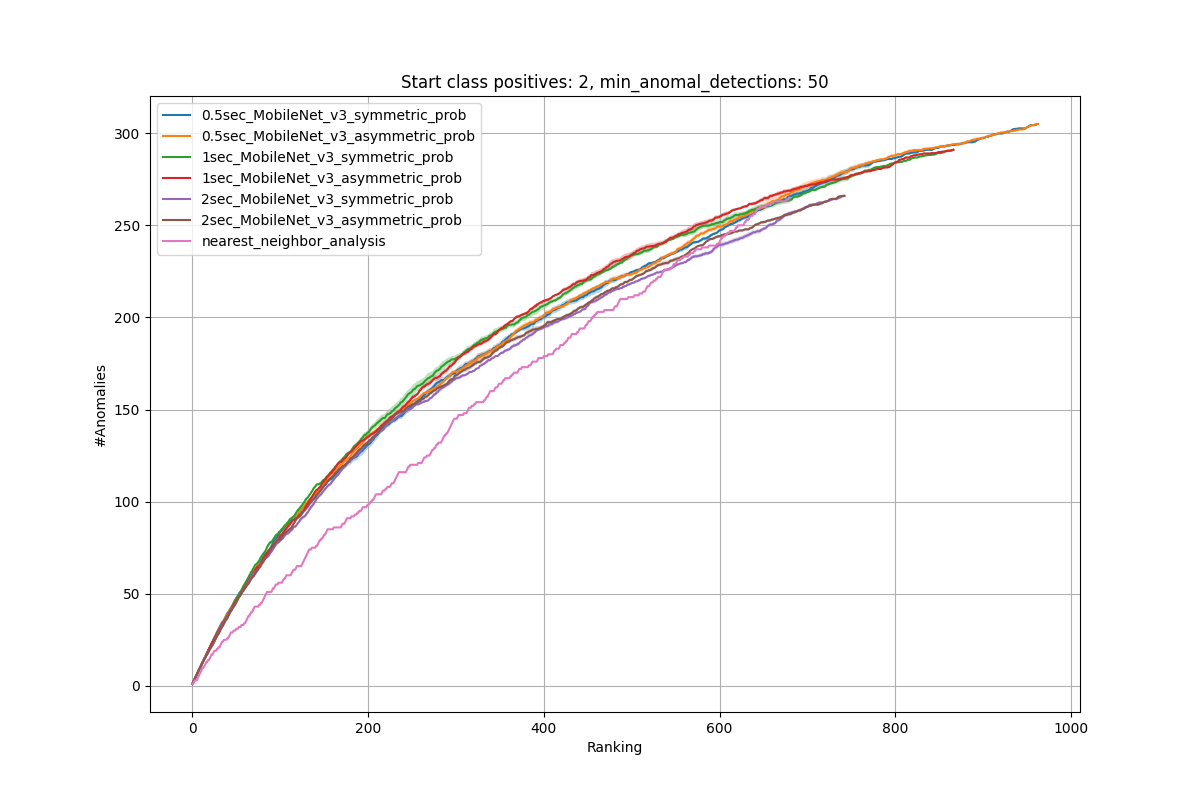 Start class positives: 2, min_anomal_detections: 50
0.5sec_MobileNet_v3_symmetric_prob
0.5sec_MobileNet_v3_asymmetric_prob
1sec_MobileNet_v3_symmetric_prob
1sec_MobileNet_v3_asymmetric_prob
2sec_MobileNet_v3_symmetric_prob
2sec_MobileNet_v3_asymmetric_prob
nearest_neighbor_analysis
300
250
200
150
100
50
0
#Anomalies
0 200 400 600 800 1000
Ranking